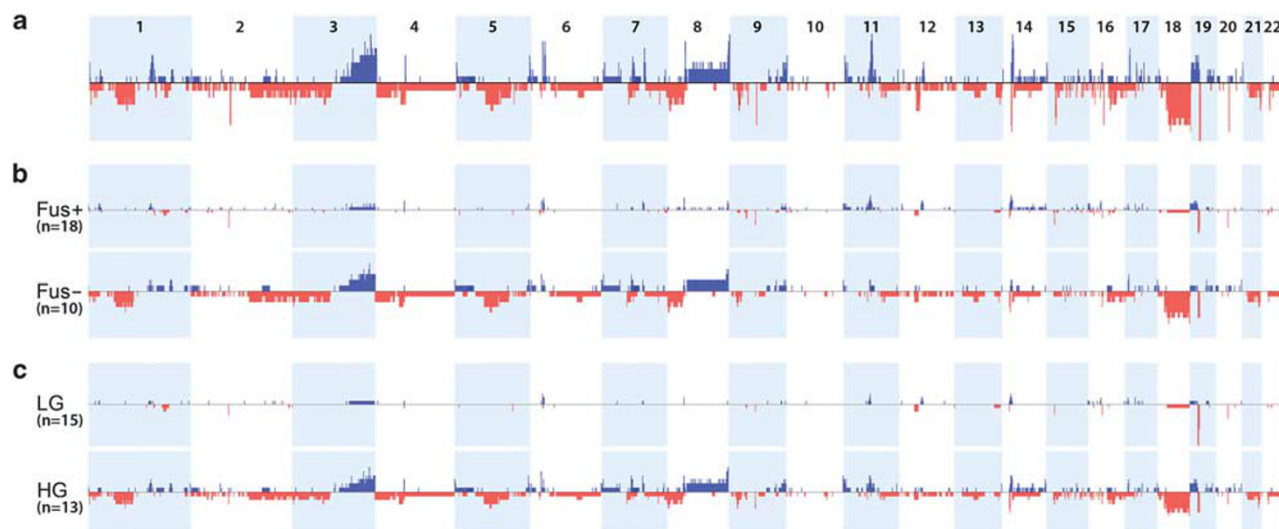 a
1 2 3 4 5 6 7 8 9 10 11 12 13 14 15 16 17 18 19 20 21 22
b
Fus+
(n=18)
Fus−
(n=10)
c
LG
(n=15)
HG
(n=13)